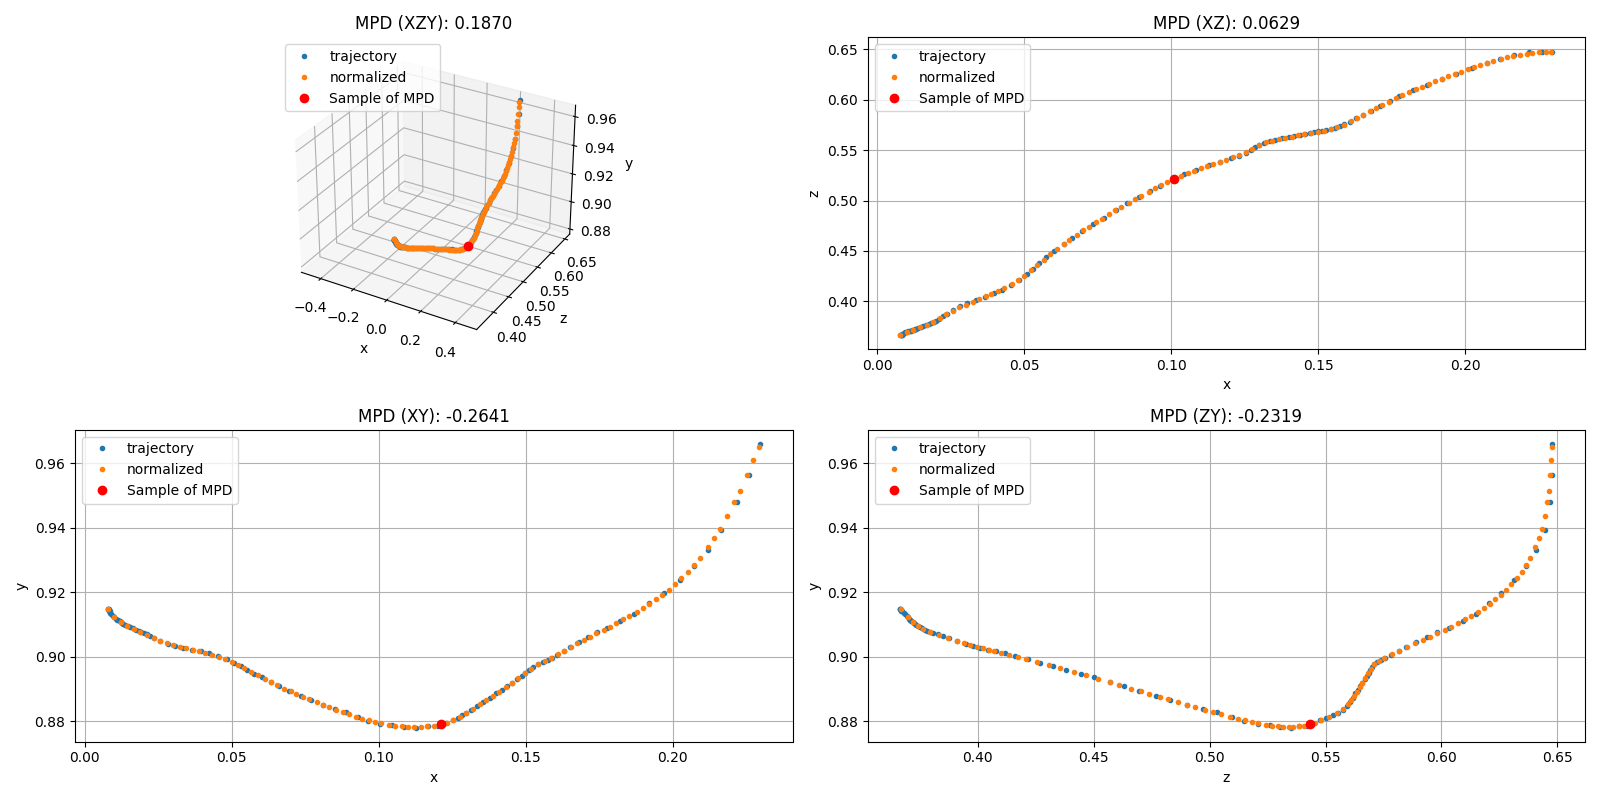 MPD (XZY): 0.1870
trajectory
normalized
Sample of MPD
0.96
0.94
0.92
0.90
0.88
y
−0.4
−0.2
0.0
0.2
0.4
x
0.40
0.45
0.50
0.55
0.60
0.65
z
MPD (XZ): 0.0629
trajectory
normalized
Sample of MPD
0.65
0.60
0.55
0.50
0.45
0.40
z
0.00 0.05 0.10 0.15 0.20
x
MPD (XY): -0.2641
trajectory
normalized
Sample of MPD
0.96
0.94
0.92
0.90
0.88
y
0.00 0.05 0.10 0.15 0.20
x
MPD (ZY): -0.2319
trajectory
normalized
Sample of MPD
0.96
0.94
0.92
0.90
0.88
y
0.40 0.45 0.50 0.55 0.60 0.65
z